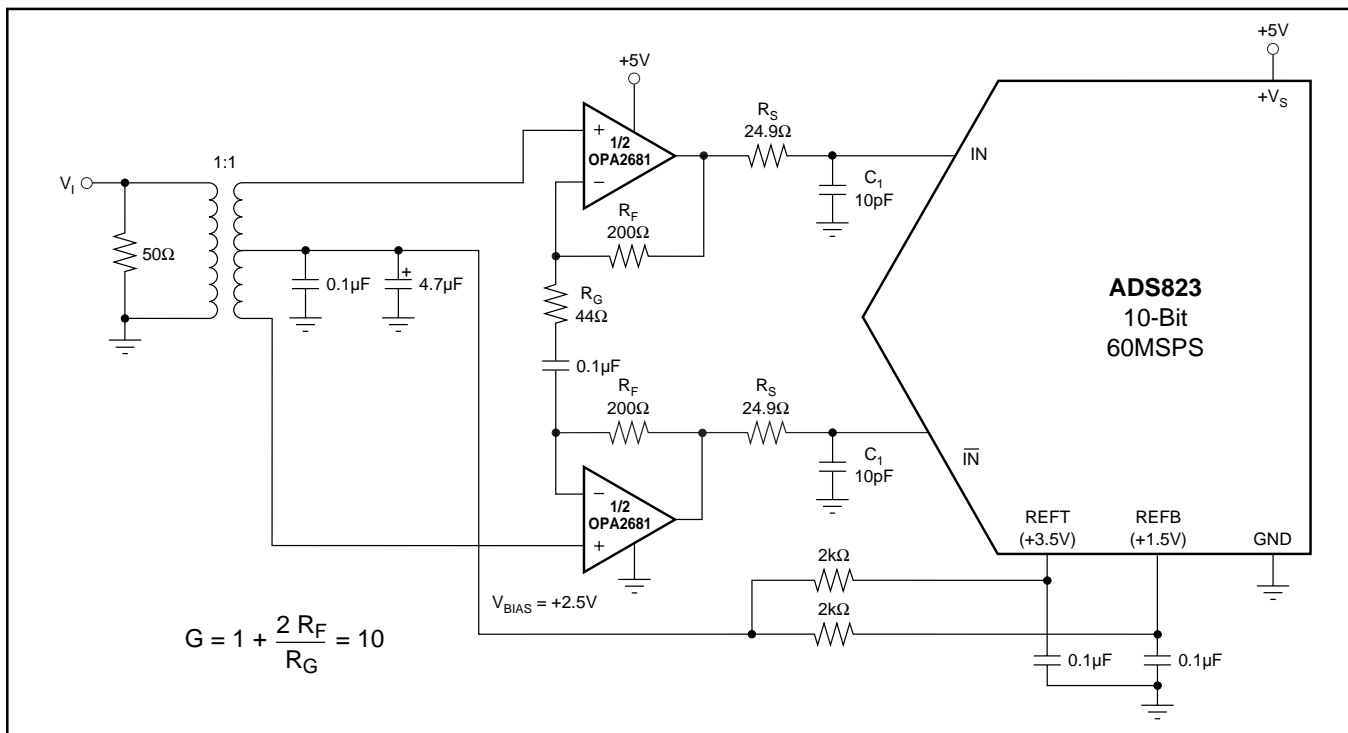 +5V
+5V
+V_S
R_S
24.9Ω
+
1/2
OPA2681
−
IN
1:1
V_I
C_1
10pF
R_F
200Ω
50Ω
0.1µF
+
4.7µF
R_G
44Ω
ADS823
10-Bit
60MSPS
0.1µF
R_F
200Ω
R_S
24.9Ω
I̅N̅
C_1
10pF
−
1/2
OPA2681
+
REFT
(+3.5V)
REFB
(+1.5V)
GND
2kΩ
V_BIAS = +2.5V
2kΩ
G = 1 + 2 R_F / R_G = 10
0.1µF
0.1µF